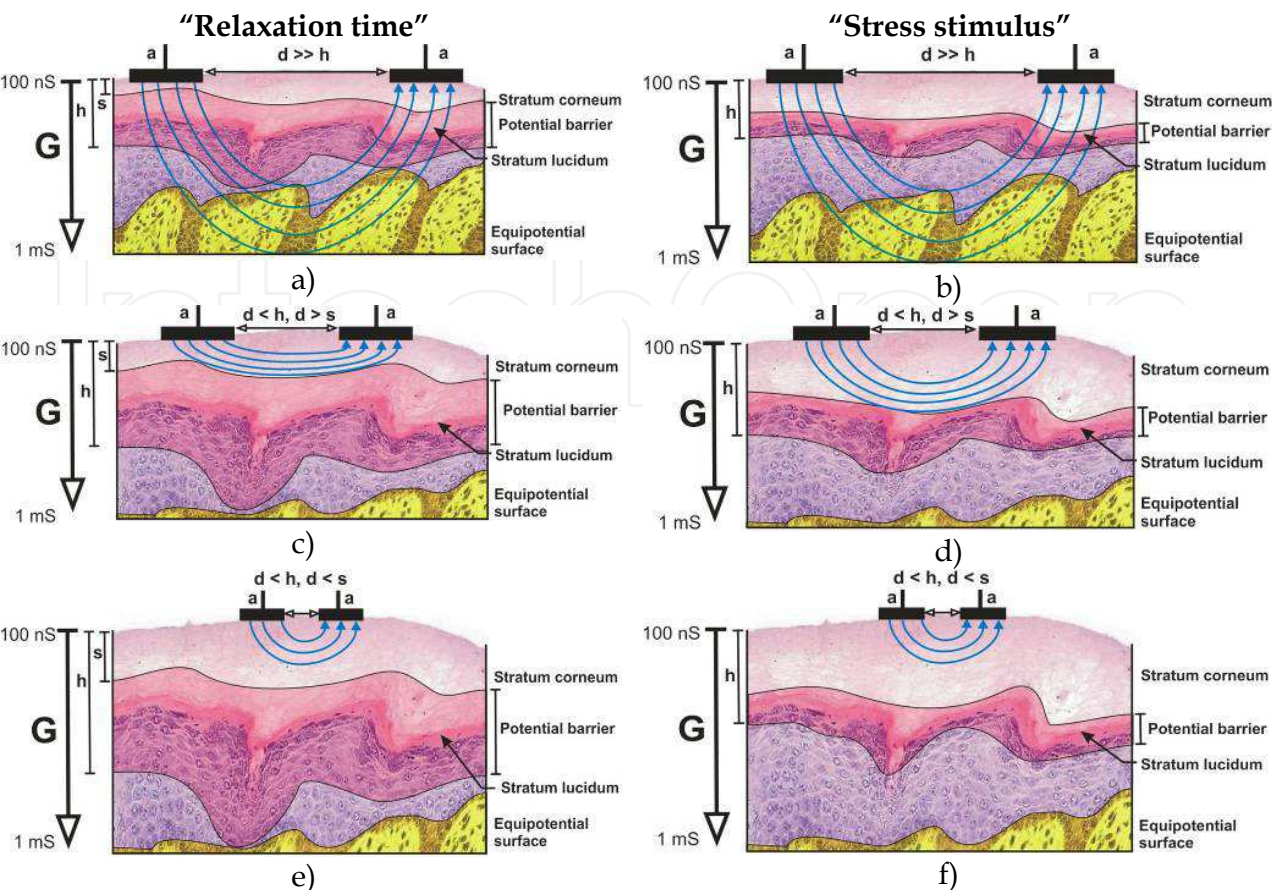 “Relaxation time”
a
d >> h
a
100 nS
s
h
G
1 mS
Stratum corneum
Potential barrier
Stratum lucidum
Equipotential
surface
a)
“Stress stimulus”
a
d >> h
a
100 nS
h
G
1 mS
Stratum corneum
Potential barrier
Stratum lucidum
Equipotential
surface
b)
a
d < h, d > s
a
100 nS
s
h
G
1 mS
Stratum corneum
Potential barrier
Stratum lucidum
Equipotential
surface
c)
a
d < h, d > s
a
100 nS
h
G
1 mS
Stratum corneum
Potential barrier
Stratum lucidum
Equipotential
surface
d)
d < h, d < s
a
a
100 nS
s
h
G
1 mS
Stratum corneum
Potential barrier
Stratum lucidum
Equipotential
surface
e)
d < h, d < s
a
a
100 nS
h
G
1 mS
Stratum corneum
Potential barrier
Stratum lucidum
Equipotential
surface
f)